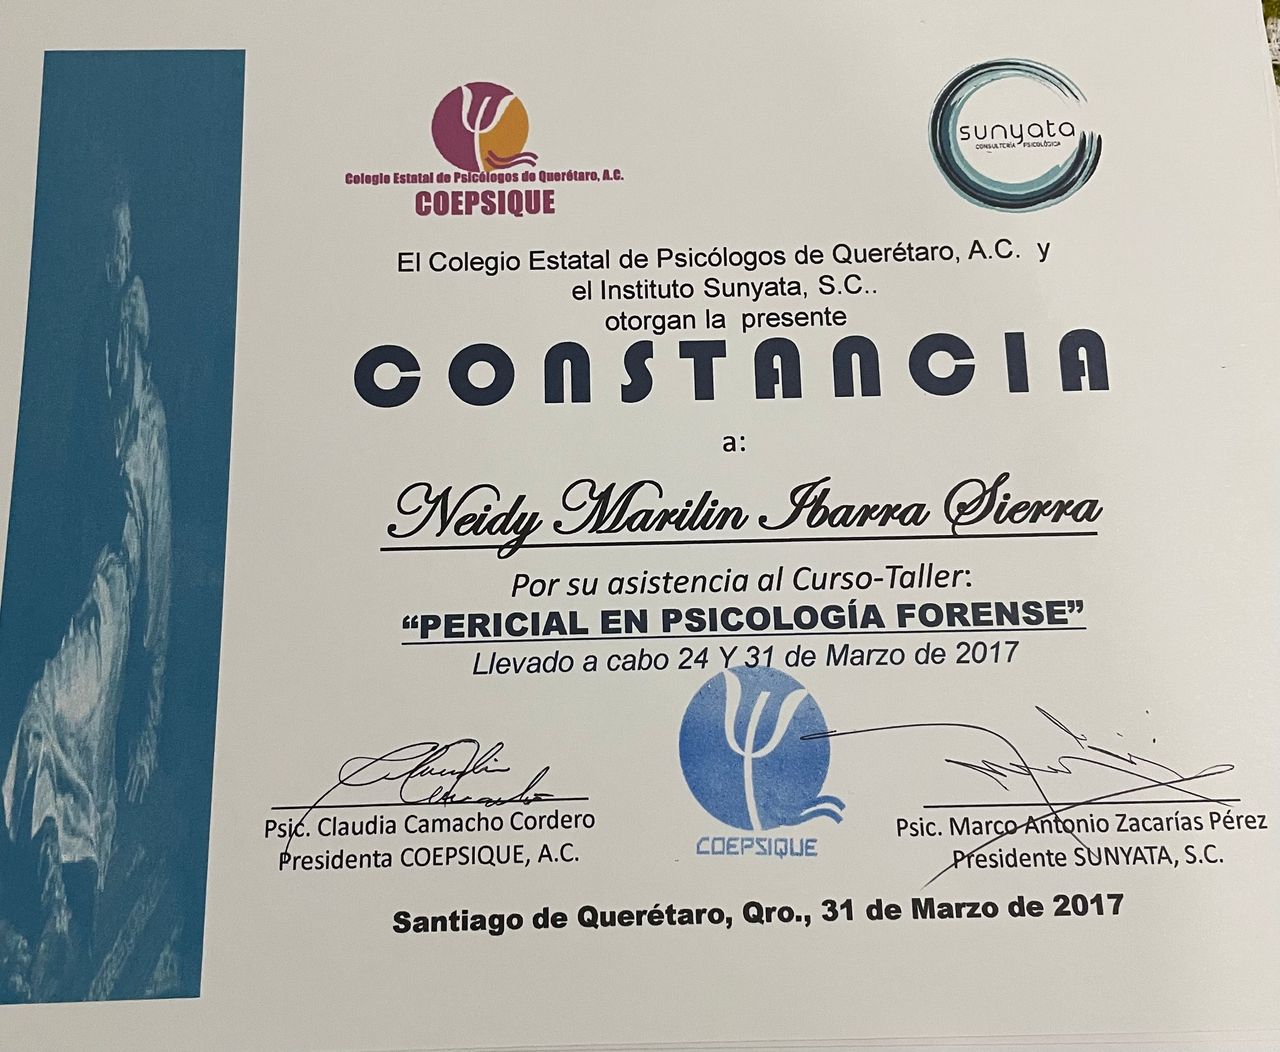 Colegio Estatal de Psicólogos de Querétaro, A.C.
COEPSIQUE
sunyata
CONSULTORÍA PSICOLÓGICA
El Colegio Estatal de Psicólogos de Querétaro, A.C. y
el Instituto Sunyata, S.C..
otorgan la presente
CONSTANCIA
a:
Neidy Marilin Ibarra Sierra
Por su asistencia al Curso-Taller:
“PERICIAL EN PSICOLOGÍA FORENSE”
Llevado a cabo 24 Y 31 de Marzo de 2017
COEPSIQUE
Psic. Claudia Camacho Cordero
Presidenta COEPSIQUE, A.C.
Psic. Marco Antonio Zacarías Pérez
Presidente SUNYATA, S.C.
Santiago de Querétaro, Qro., 31 de Marzo de 2017